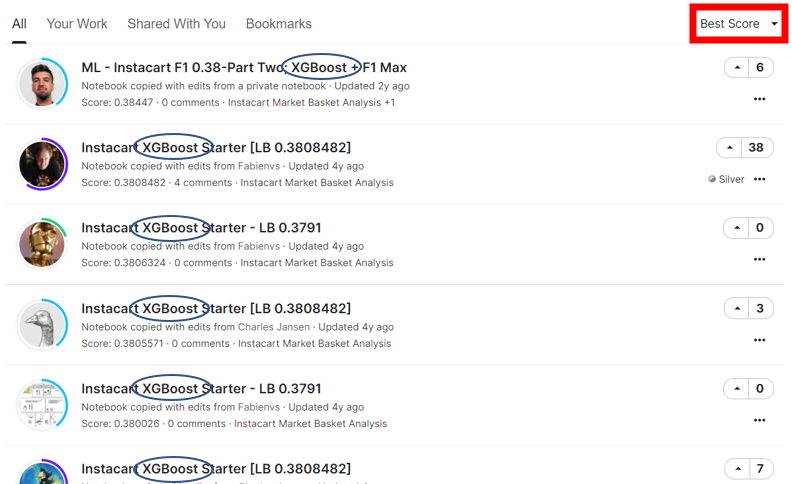 All Your Work Shared With You Bookmarks Best Score
ML - Instacart F1 0.38-Part Two; XGBoost + F1 Max 6
Notebook copied with edits from a private notebook · Updated 2y ago
Score: 0.38447 · 0 comments · Instacart Market Basket Analysis +1
Instacart XGBoost Starter [LB 0.3808482] 38
Notebook copied with edits from Fabienvs · Updated 4y ago
Score: 0.3808482 · 4 comments · Instacart Market Basket Analysis Silver
Instacart XGBoost Starter - LB 0.3791 0
Notebook copied with edits from Fabienvs · Updated 4y ago
Score: 0.3806324 · 0 comments · Instacart Market Basket Analysis
Instacart XGBoost Starter [LB 0.3808482] 3
Notebook copied with edits from Charles Jansen · Updated 4y ago
Score: 0.3805571 · 0 comments · Instacart Market Basket Analysis
Instacart XGBoost Starter - LB 0.3791 0
Notebook copied with edits from Fabienvs · Updated 4y ago
Score: 0.380026 · 0 comments · Instacart Market Basket Analysis
Instacart XGBoost Starter [LB 0.3808482] 7